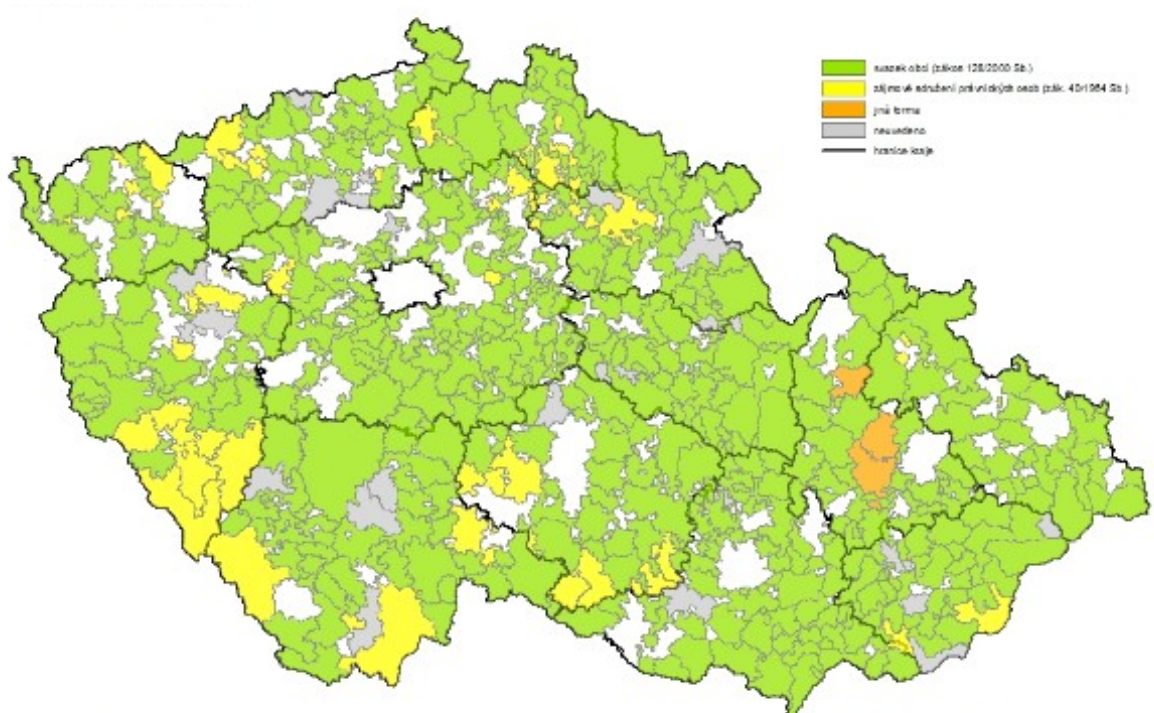 svazek obcí (zákon 128/2000 Sb.)
zájmové sdružení právnických osob (zák. 40/1964 Sb.)
jiná forma
neuvedeno
hranice kraje